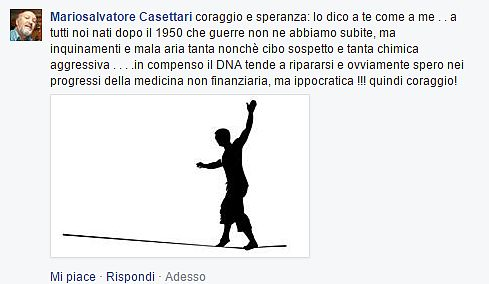 Mariosalvatore Casettari coraggio e speranza: lo dico a te come a me . . a
tutti noi nati dopo il 1950 che guerre non ne abbiamo subite, ma
inquinamenti e mala aria tanta nonchè cibo sospetto e tanta chimica
aggressiva . . . .in compenso il DNA tende a ripararsi e ovviamente spero nei
progressi della medicina non finanziaria, ma ippocratica !!! quindi coraggio!
Mi piace · Rispondi · Adesso